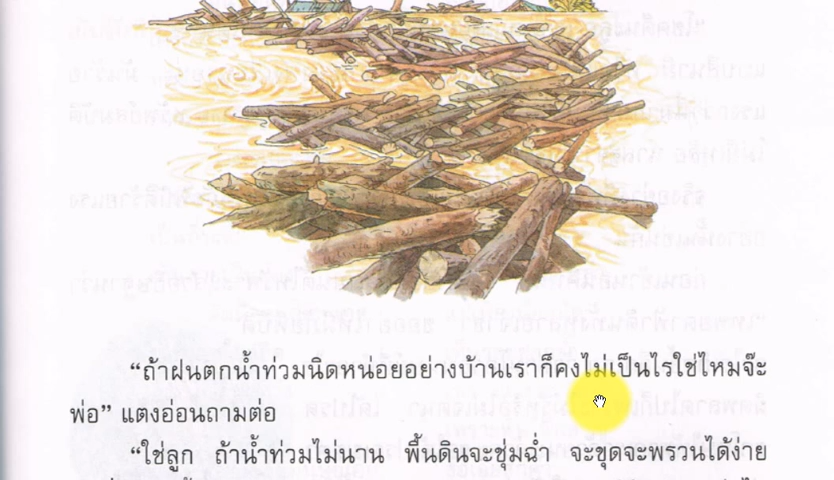 “ถ้าฝนตกน้ำท่วมนิดหน่อยอย่างบ้านเราก็คงไม่เป็นไรใช่ไหมจ๊ะ
พ่อ” แตงอ่อนถามต่อ
“ใช่ลูก ถ้าน้ำท่วมไม่นาน พื้นดินจะชุ่มฉ่ำ จะขุดจะพรวนได้ง่าย